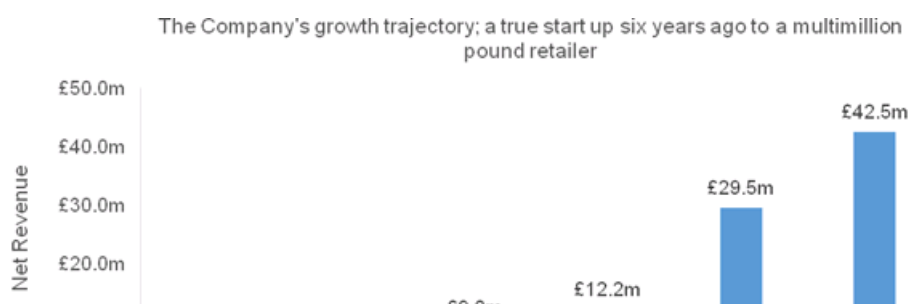 The Company's growth trajectory; a true start up six years ago to a multimillion
pound retailer
£50.0m
£42.5m
£40.0m
£29.5m
£30.0m
Net Revenue
£20.0m
£12.2m